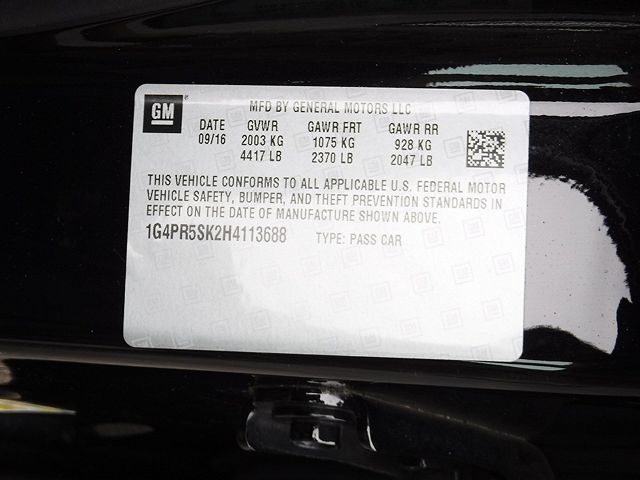 GM ®
MFD BY GENERAL MOTORS LLC
DATE GVWR GAWR FRT GAWR RR
09/16 2003 KG 1075 KG 928 KG
4417 LB 2370 LB 2047 LB
THIS VEHICLE CONFORMS TO ALL APPLICABLE U.S. FEDERAL MOTOR
VEHICLE SAFETY, BUMPER, AND THEFT PREVENTION STANDARDS IN
EFFECT ON THE DATE OF MANUFACTURE SHOWN ABOVE.
1G4PR5SK2H4113688 TYPE: PASS CAR